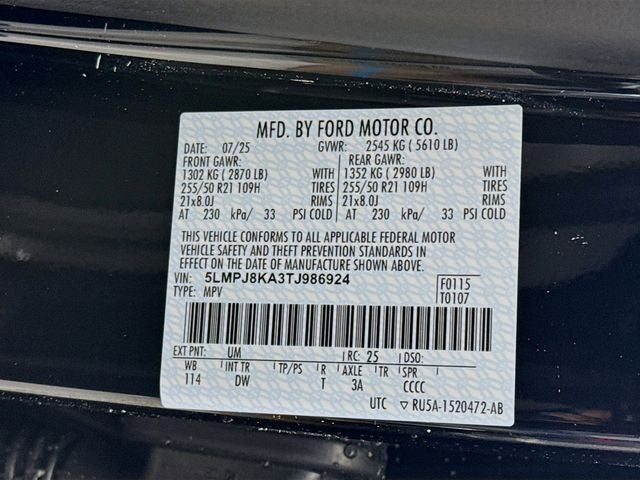 MFD. BY FORD MOTOR CO.
DATE: 07/25 GVWR: 2545 KG ( 5610 LB)
FRONT GAWR: REAR GAWR:
1302 KG ( 2870 LB) WITH 1352 KG ( 2980 LB) WITH
255/50 R21 109H TIRES 255/50 R21 109H TIRES
21x8.0J RIMS 21x8.0J RIMS
AT 230 kPa/ 33 PSI COLD AT 230 kPa/ 33 PSI COLD
THIS VEHICLE CONFORMS TO ALL APPLICABLE FEDERAL MOTOR
VEHICLE SAFETY AND THEFT PREVENTION STANDARDS IN
EFFECT ON THE DATE OF MANUFACTURE SHOWN ABOVE.
VIN: 5LMPJ8KA3TJ986924 F0115
TYPE: MPV T0107
EXT PNT: UM RC: 25 DSO:
WB INT TR TP/PS R AXLE TR SPR
114 DW T 3A CCCC
UTC ▽ RU5A-1520472-AB